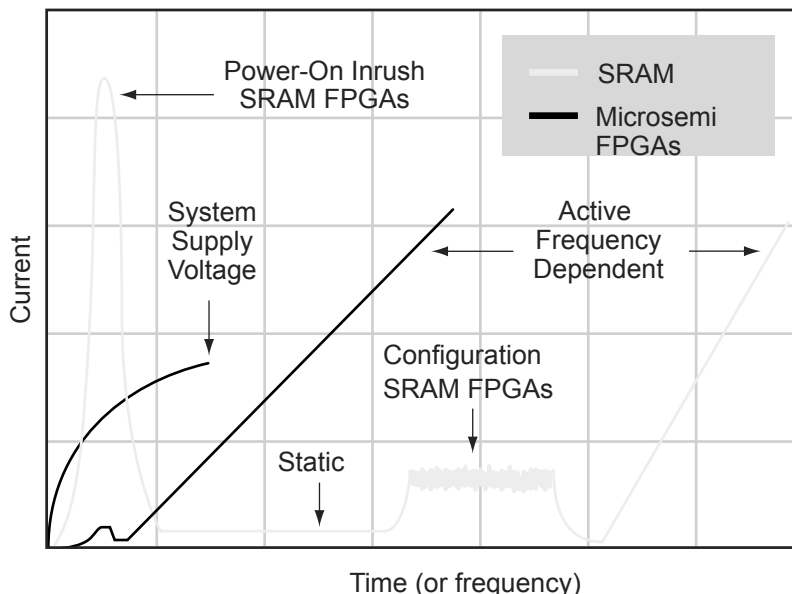 Power-On Inrush
SRAM FPGAs
SRAM
Microsemi
FPGAs
System
Supply
Voltage
Active
Frequency
Dependent
Current
Configuration
SRAM FPGAs
Static
Time (or frequency)